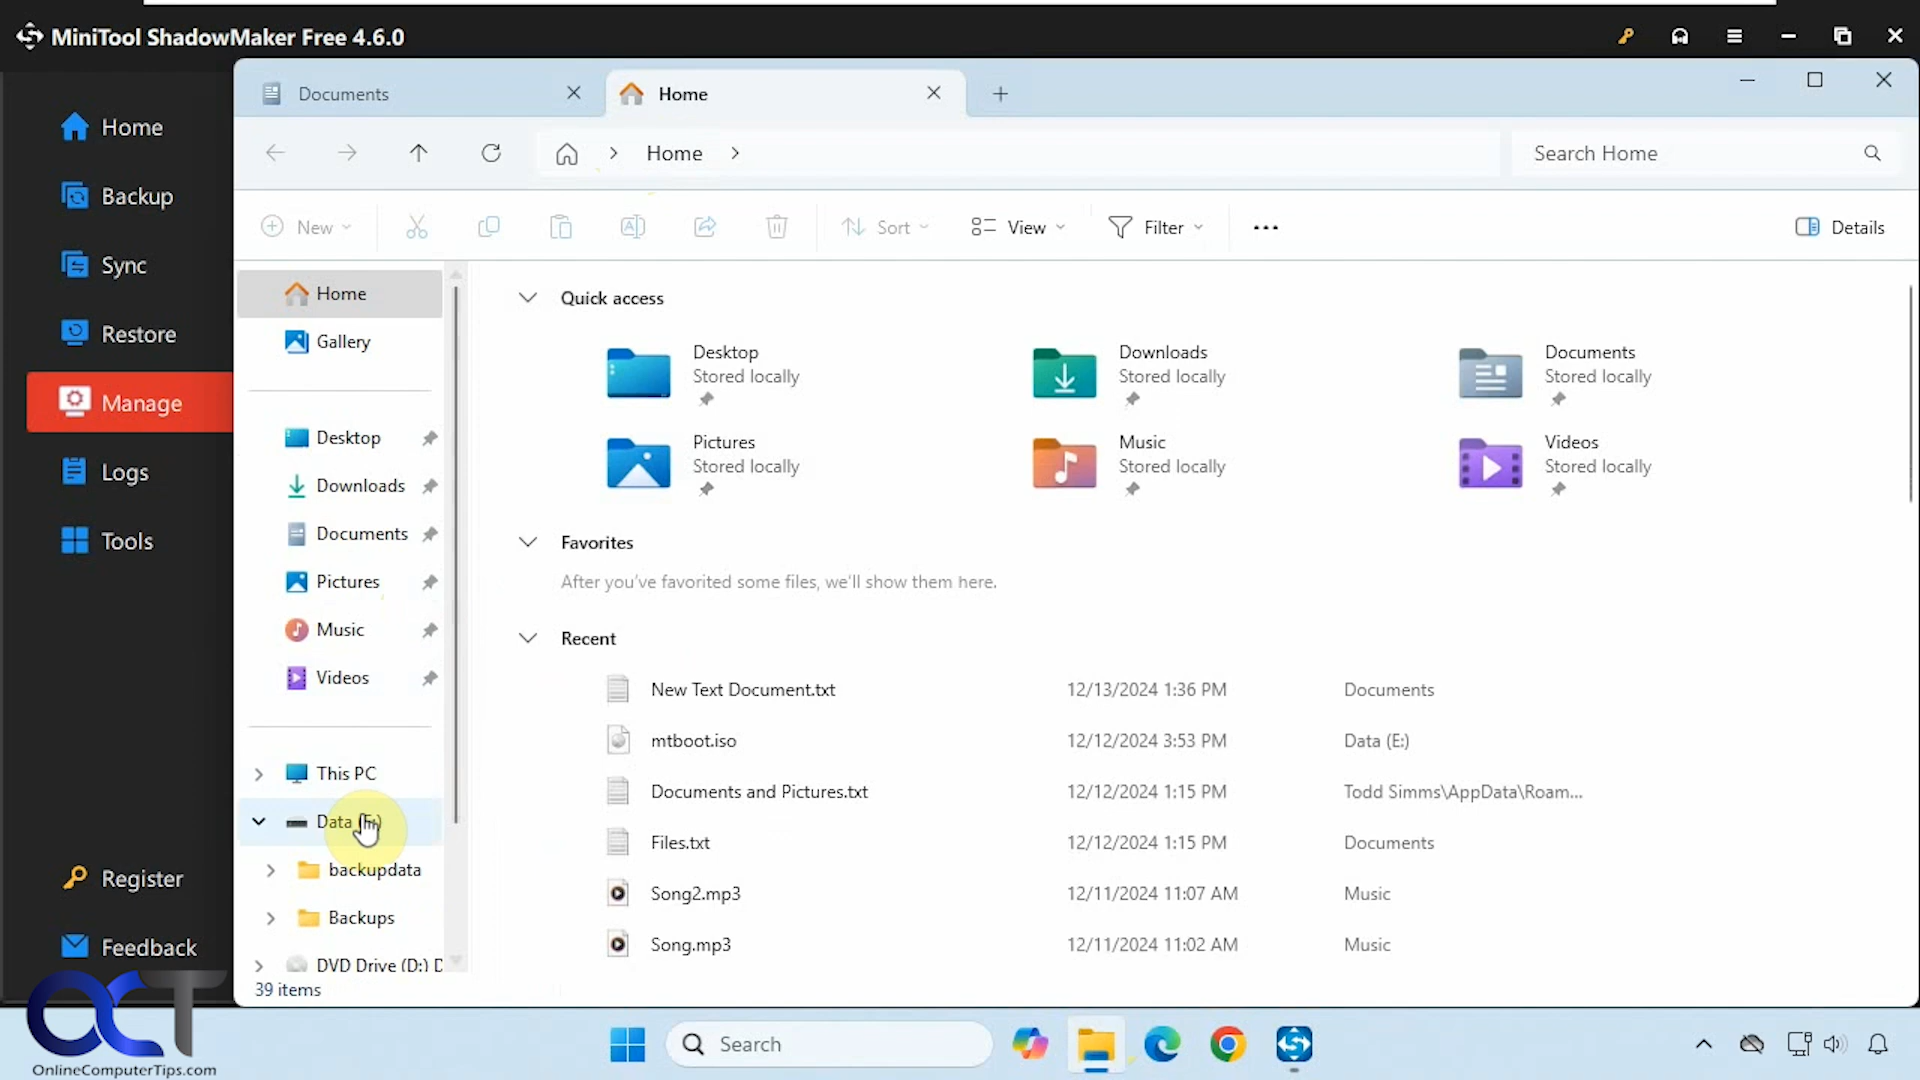 MiniTool ShadowMaker Free 4.6.0
Home
Backup
Sync
Restore
Manage
Logs
Tools
Register
Feedback
Documents
Home
Home
Search Home
New
Sort
View
Filter
Details
Home
Gallery
Desktop
Downloads
Documents
Pictures
Music
Videos
This PC
Data (E:)
backupdata
Backups
DVD Drive (D:) D
39 items
Quick access
Desktop
Stored locally
Downloads
Stored locally
Documents
Stored locally
Pictures
Stored locally
Music
Stored locally
Videos
Stored locally
Favorites
After you've favorited some files, we'll show them here.
Recent
New Text Document.txt 12/13/2024 1:36 PM Documents
mtboot.iso 12/12/2024 3:53 PM Data (E:)
Documents and Pictures.txt 12/12/2024 1:15 PM Todd Simms\AppData\Roam...
Files.txt 12/12/2024 1:15 PM Documents
Song2.mp3 12/11/2024 11:07 AM Music
Song.mp3 12/11/2024 11:02 AM Music
OCT
OnlineComputerTips.com
Search